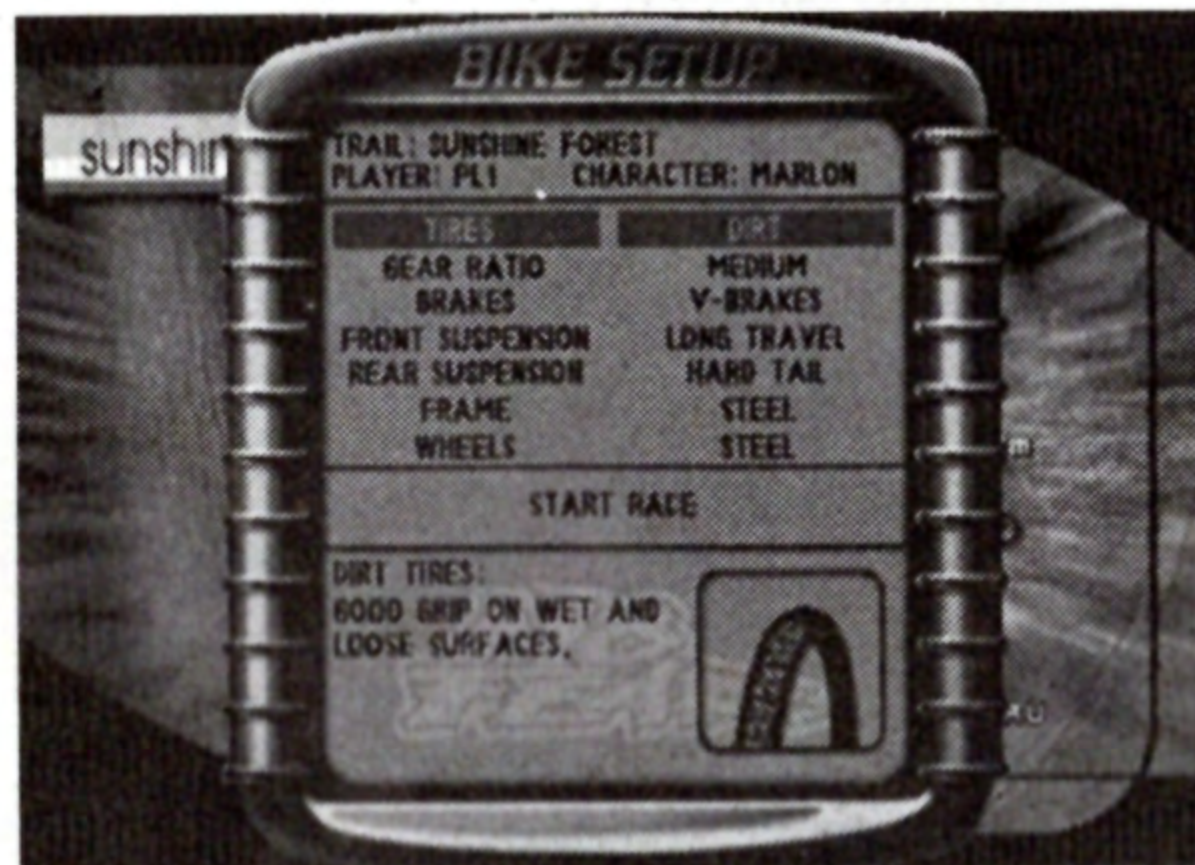 BIKE SETUP
sunshin
TRAIL: SUNSHINE FOREST
PLAYER: PL1 CHARACTER: MARLON
TIRES DIRT
GEAR RATIO MEDIUM
BRAKES V-BRAKES
FRONT SUSPENSION LONG TRAVEL
REAR SUSPENSION HARD TAIL
FRAME STEEL
WHEELS STEEL
START RACE
DIRT TIRES:
GOOD GRIP ON WET AND
LOOSE SURFACES.